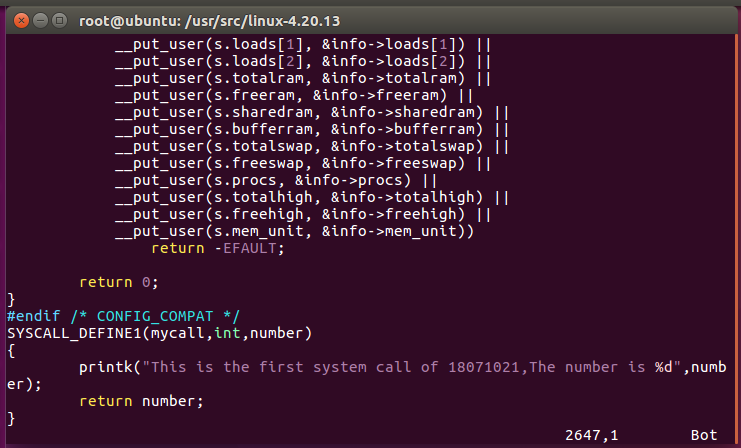 root@ubuntu: /usr/src/linux-4.20.13
__put_user(s.loads[1], &info->loads[1]) ||
__put_user(s.loads[2], &info->loads[2]) ||
__put_user(s.totalram, &info->totalram) ||
__put_user(s.freeram, &info->freeram) ||
__put_user(s.sharedram, &info->sharedram) ||
__put_user(s.bufferram, &info->bufferram) ||
__put_user(s.totalswap, &info->totalswap) ||
__put_user(s.freeswap, &info->freeswap) ||
__put_user(s.procs, &info->procs) ||
__put_user(s.totalhigh, &info->totalhigh) ||
__put_user(s.freehigh, &info->freehigh) ||
__put_user(s.mem_unit, &info->mem_unit))
return -EFAULT;
return 0;
}
#endif /* CONFIG_COMPAT */
SYSCALL_DEFINE1(mycall,int,number)
{
printk("This is the first system call of 18071021,The number is %d",numb
er);
return number;
}
2647,1 Bot